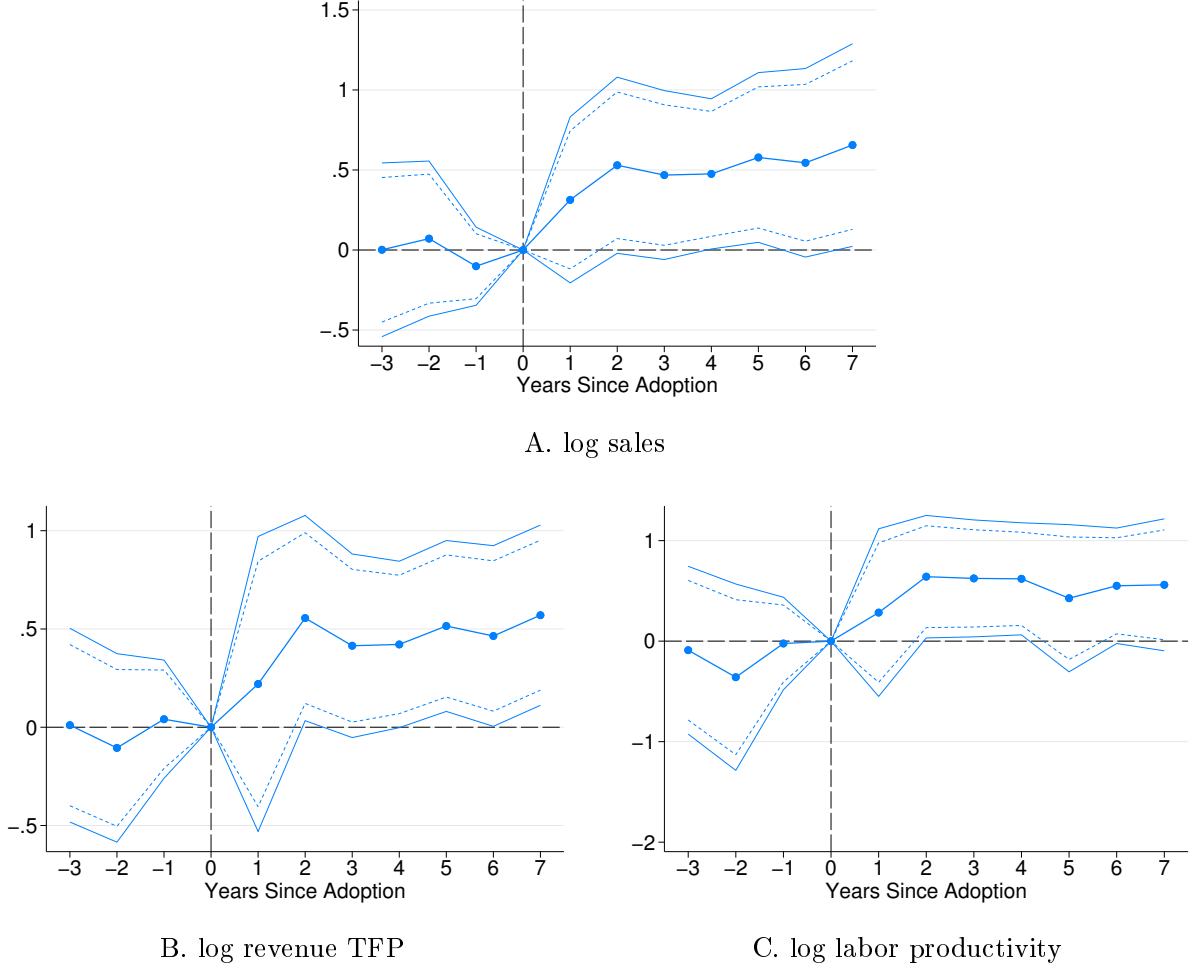 1.5
1
.5
0
−.5
−3 −2 −1 0 1 2 3 4 5 6 7
Years Since Adoption
A. log sales
1
.5
0
−.5
−3 −2 −1 0 1 2 3 4 5 6 7
Years Since Adoption
B. log revenue TFP
1
0
−1
−2
−3 −2 −1 0 1 2 3 4 5 6 7
Years Since Adoption
C. log labor productivity